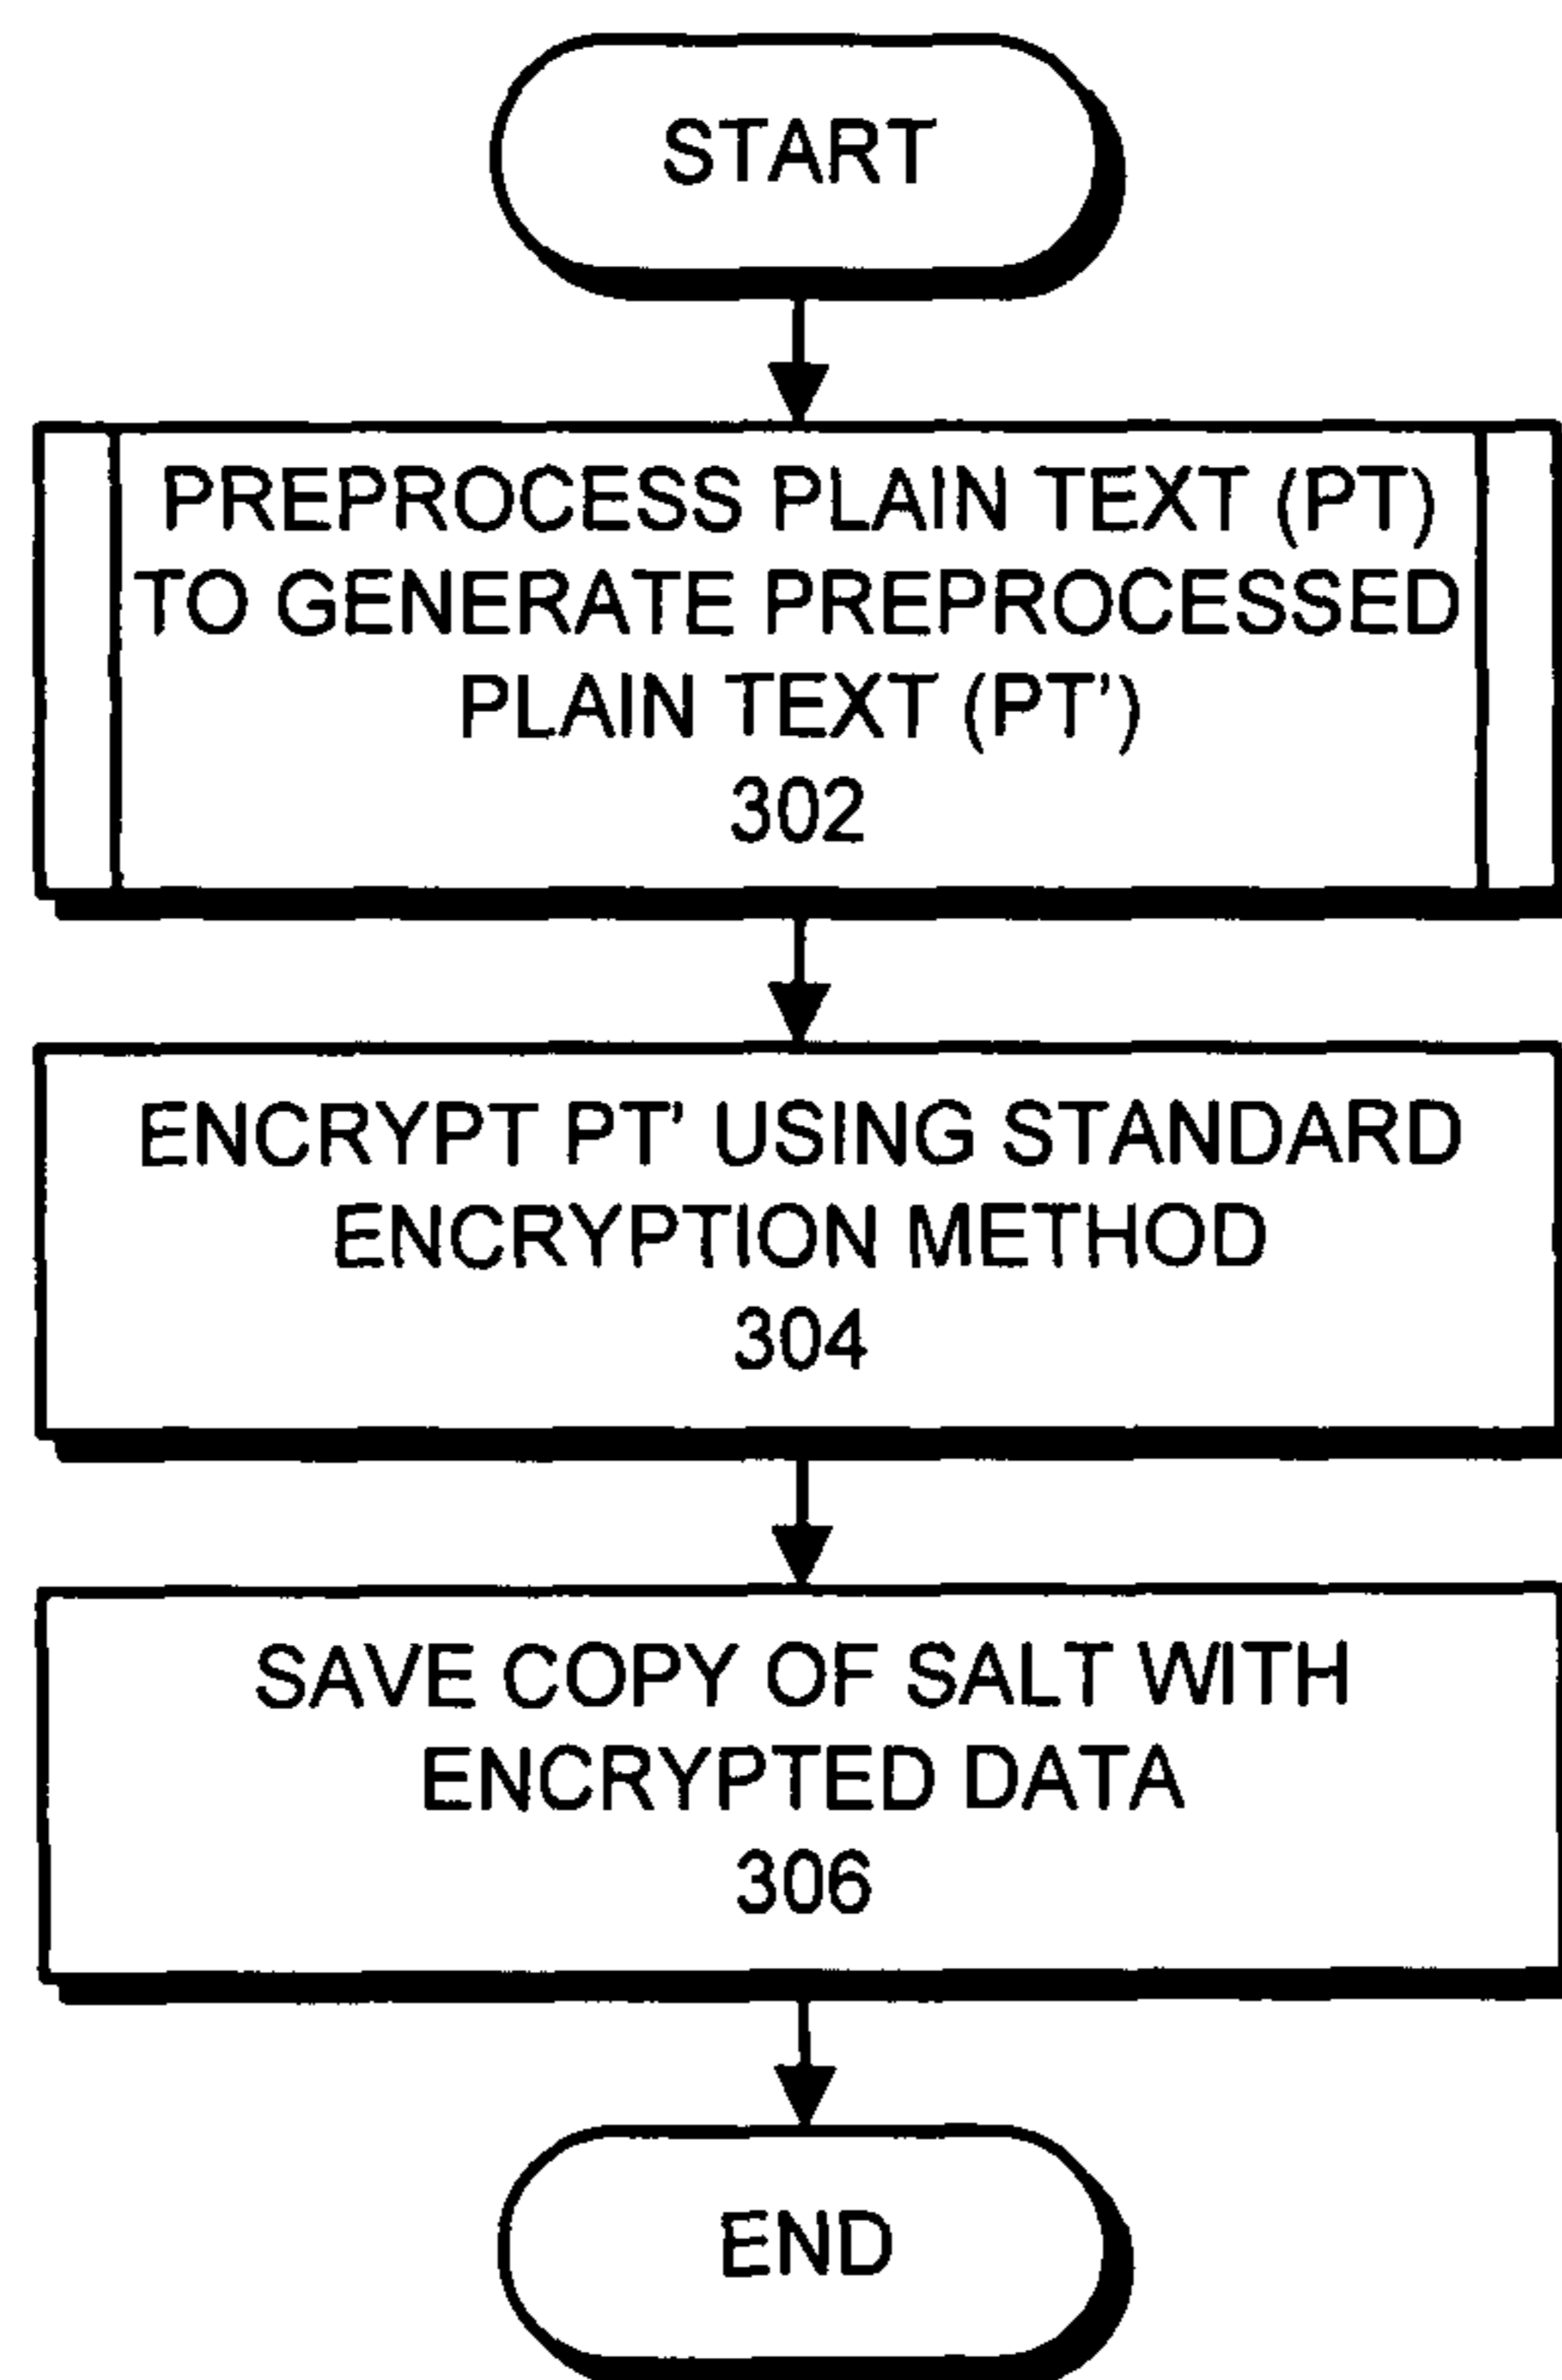 START
PREPROCESS PLAIN TEXT (PT)
TO GENERATE PREPROCESSED
PLAIN TEXT (PT')
302
ENCRYPT PT' USING STANDARD
ENCRYPTION METHOD
304
SAVE COPY OF SALT WITH
ENCRYPTED DATA
306
END